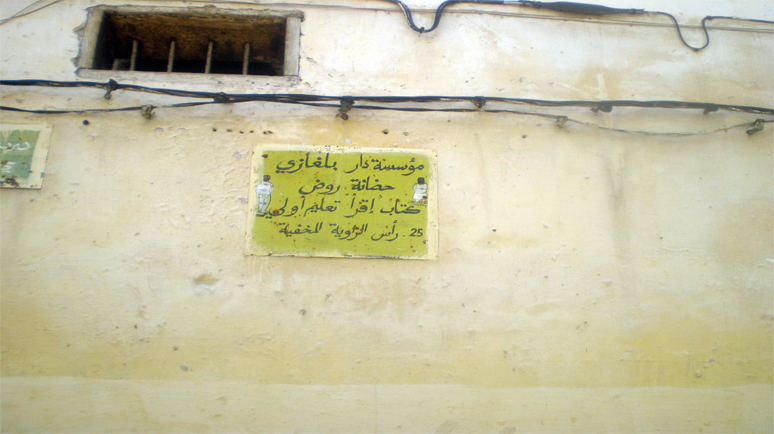 مؤسسة دار بلغازي
حضانة روض
كتاب إقرأ تعليم أولي
25 رأس الزاوية المخفية